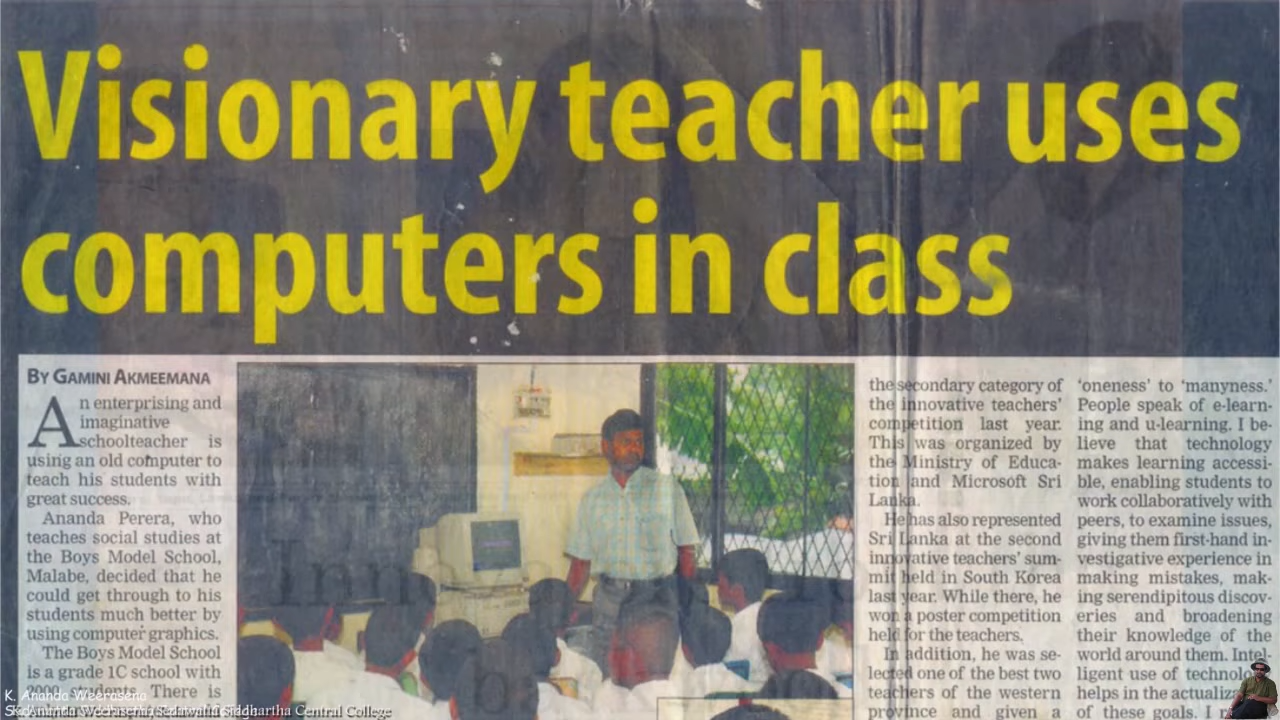 Visionary teacher uses
computers in class
BY GAMINI AKMEEMANA
An enterprising and
imaginative
schoolteacher is
using an old computer to
teach his students with
great success.
Ananda Perera, who
teaches social studies at
the Boys Model School,
Malabe, decided that he
could get through to his
students much better by
using computer graphics.
The Boys Model School
is a grade 1C school with
There is
the secondary category of
the innovative teachers'
competition last year.
This was organized by
the Ministry of Educa-
tion and Microsoft Sri
Lanka.
He has also represented
Sri Lanka at the second
innovative teachers' sum-
mit held in South Korea
last year. While there, he
won a poster competition
held for the teachers.
In addition, he was se-
lected one of the best two
teachers of the western
province and given a
'oneness' to 'manyness.'
People speak of e-learn-
ing and u-learning. I be-
lieve that technology
makes learning accessi-
ble, enabling students to
work collaboratively with
peers, to examine issues,
giving them first-hand in-
vestigative experience in
making mistakes, mak-
ing serendipitous discov-
eries and broadening
their knowledge of the
world around them. Intel-
ligent use of technolo
helps in the actualiza
of these goals. I
K. Ananda Weerasena
Central College